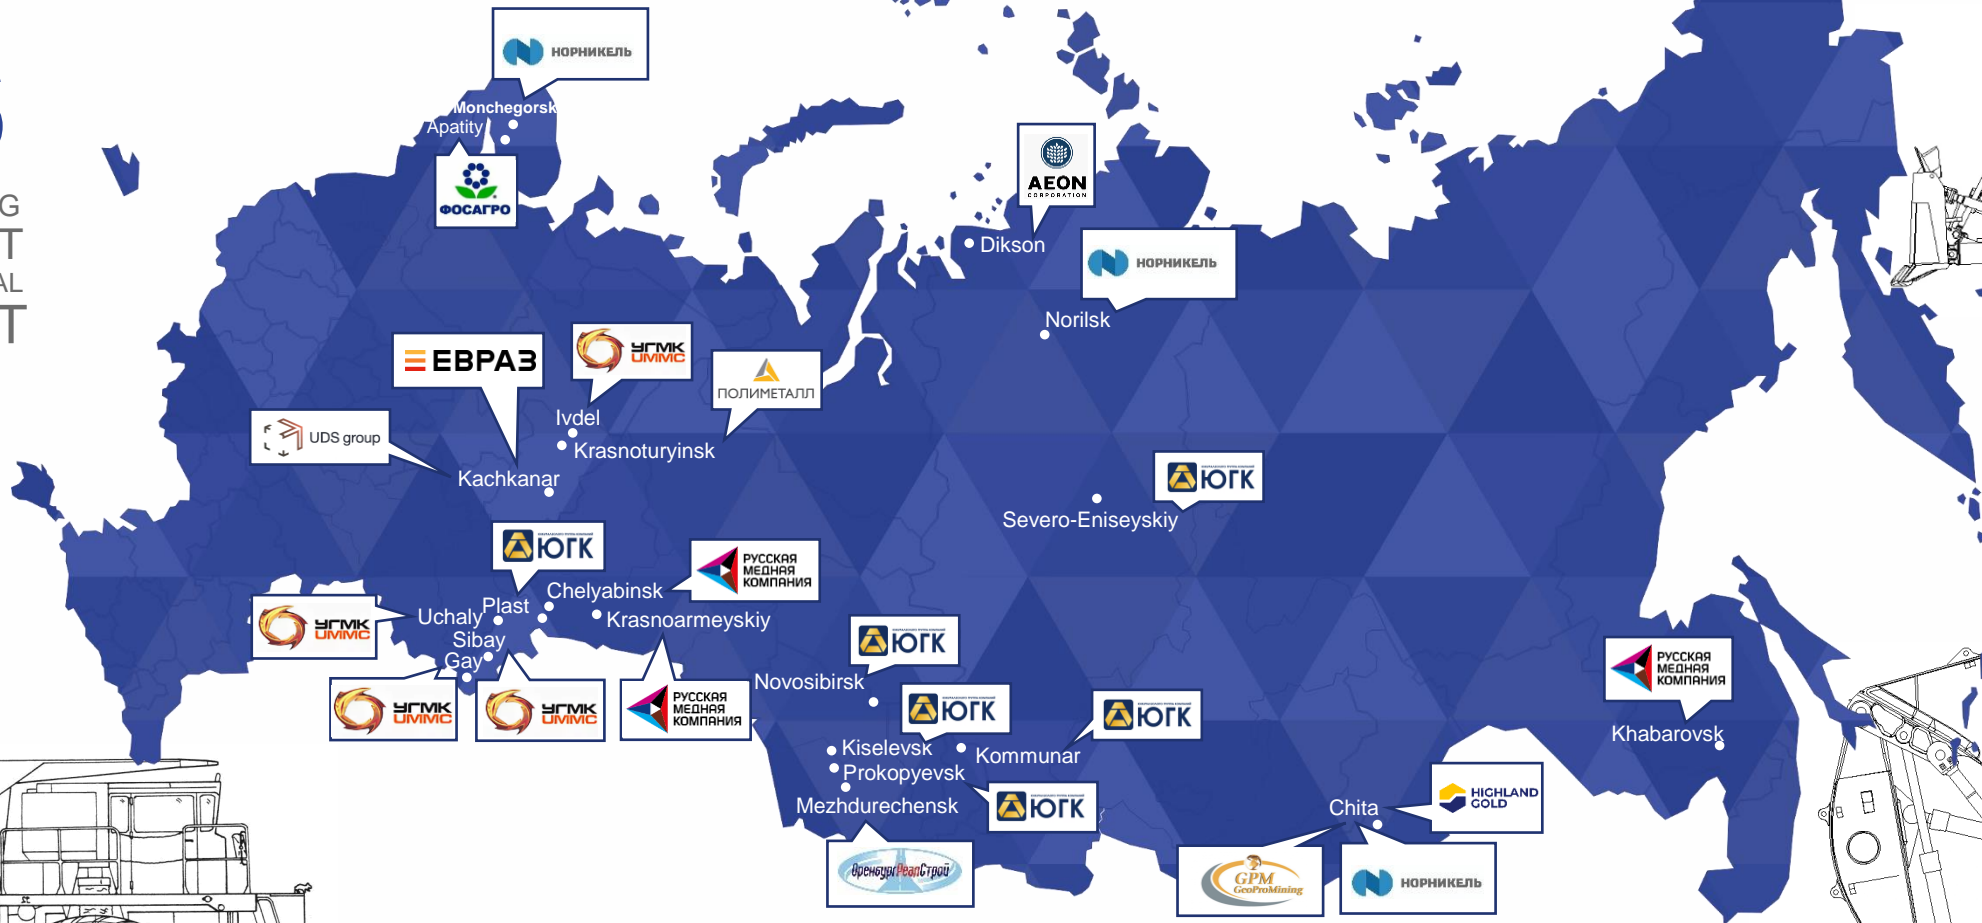 НОРНИКЕЛЬ
Monchegorsk
Apatity
ФОСАГРО
AEON
CORPORATION
G
T
AL
T
Dikson
НОРНИКЕЛЬ
Norilsk
ЕВРАЗ
УГМК
UMMC
ПОЛИМЕТАЛЛ
UDS group
Ivdel
Krasnoturyinsk
Kachkanar
ЮГК
Severo-Eniseyskiy
ЮГК
РУССКАЯ
МЕДНАЯ
КОМПАНИЯ
Chelyabinsk
Plast
Uchaly
Krasnoarmeyskiy
УГМК
UMMC
Sibay
Gay
ЮГК
РУССКАЯ
МЕДНАЯ
КОМПАНИЯ
Novosibirsk
УГМК
UMMC
УГМК
UMMC
РУССКАЯ
МЕДНАЯ
КОМПАНИЯ
ЮГК
ЮГК
Khabarovsk
Kiselevsk
Kommunar
Prokopyevsk
Mezhdurechensk
ЮГК
Chita
HIGHLAND
GOLD
ОренбургРеалСтрой
GPM
GeoProMining
НОРНИКЕЛЬ